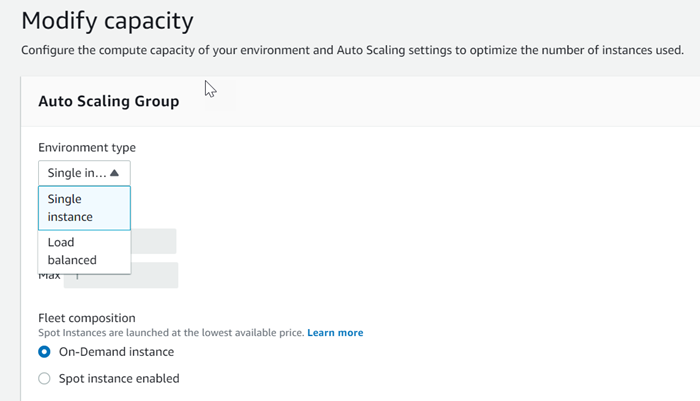 Modify capacity
Configure the compute capacity of your environment and Auto Scaling settings to optimize the number of instances used.
Auto Scaling Group
Environment type
Single in...
Single
instance
Load
balanced
Max
Fleet composition
Spot Instances are launched at the lowest available price. Learn more
On-Demand instance
Spot instance enabled